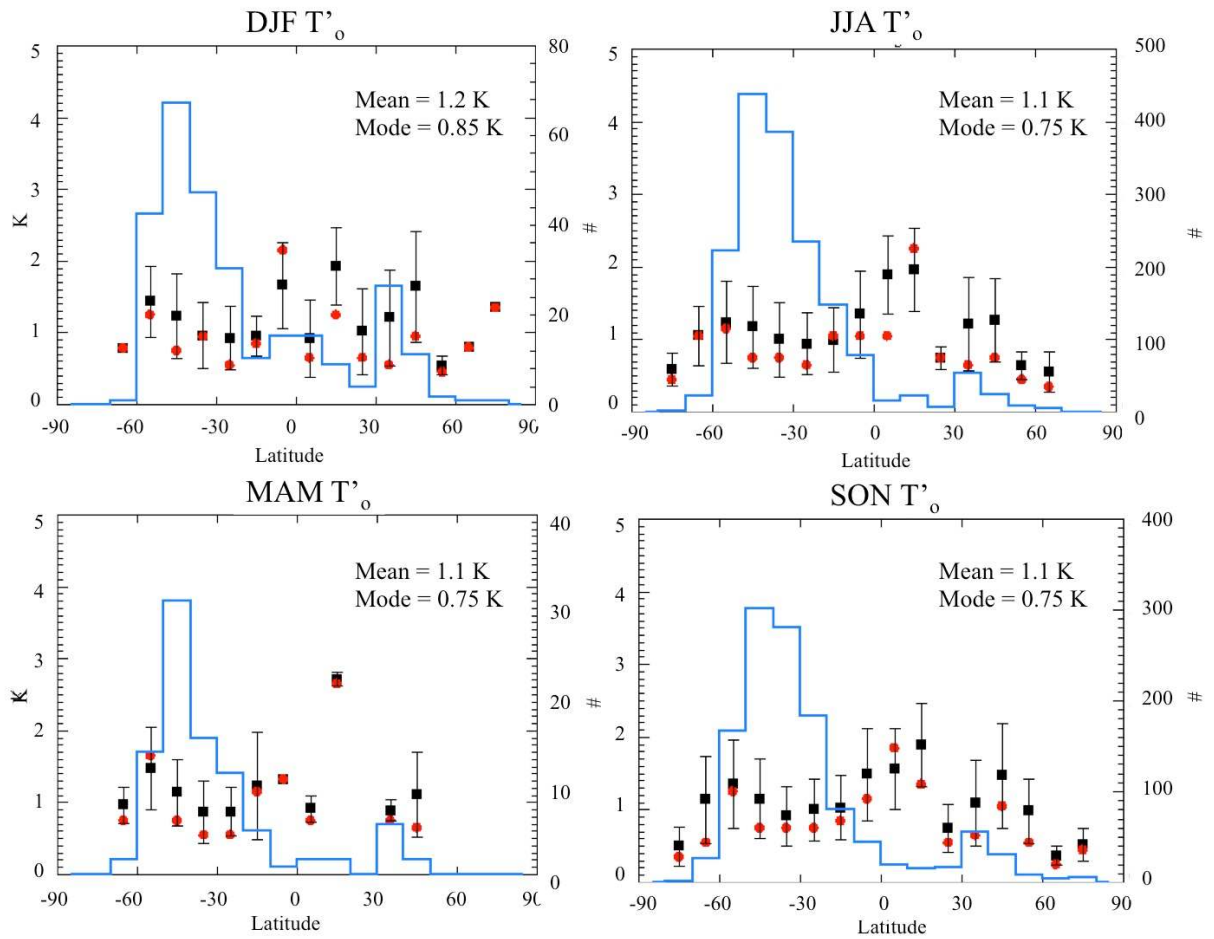 DJF T'o
JJA T'o
5
4
3
2
1
0
K
80
60
40
20
0
#
Mean = 1.2 K
Mode = 0.85 K
-90 -60 -30 0 30 60 90
Latitude
5
4
3
2
1
0
500
400
300
200
100
0
#
Mean = 1.1 K
Mode = 0.75 K
-90 -60 -30 0 30 60 90
Latitude
MAM T'o
SON T'o
5
4
3
2
1
0
K
40
30
20
10
0
#
Mean = 1.1 K
Mode = 0.75 K
-90 -60 -30 0 30 60 90
Latitude
5
4
3
2
1
0
400
300
200
100
0
#
Mean = 1.1 K
Mode = 0.75 K
-90 -60 -30 0 30 60 90
Latitude